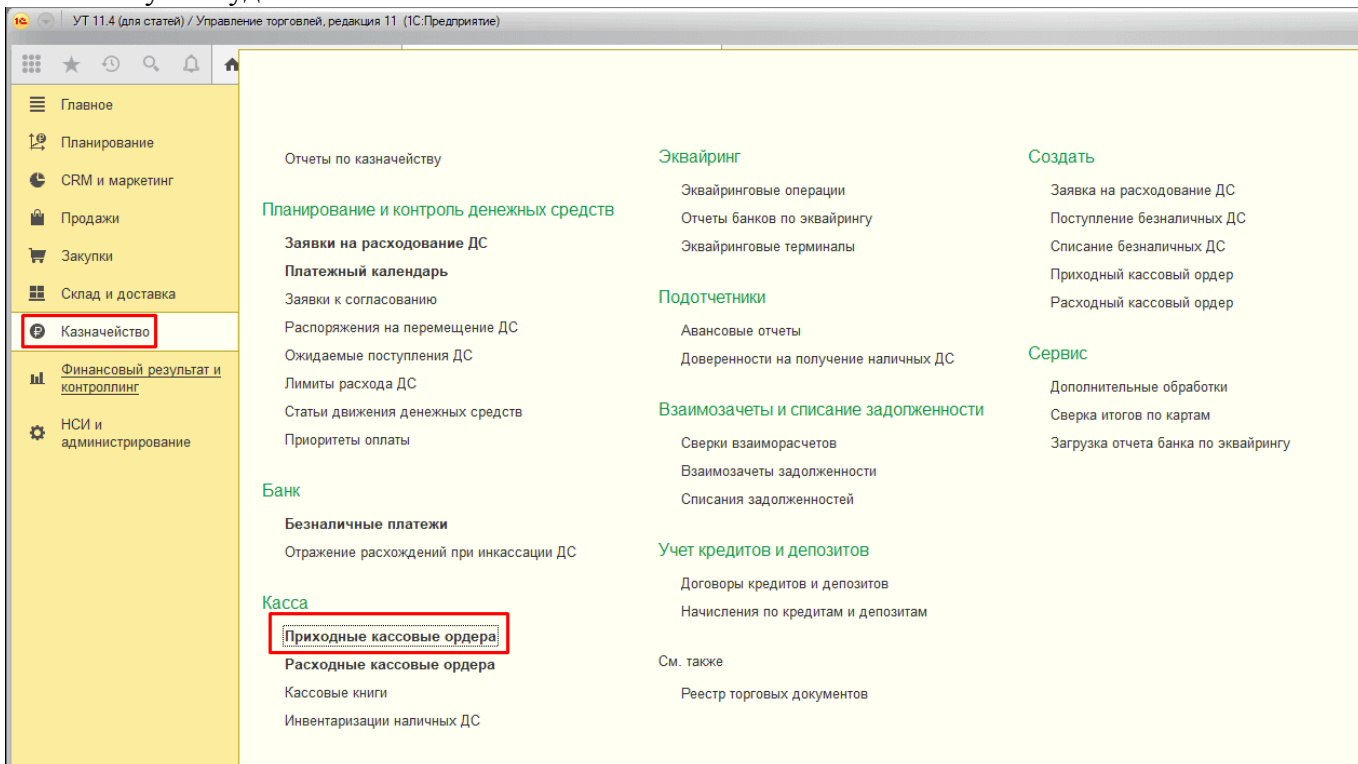 УТ 11.4 (для статей) / Управление торговлей, редакция 11 (1С:Предприятие)
Главное
Планирование
CRM и маркетинг
Продажи
Закупки
Склад и доставка
Казначейство
Финансовый результат и
контроллинг
НСИ и
администрирование
Отчеты по казначейству
Планирование и контроль денежных средств
Заявки на расходование ДС
Платежный календарь
Заявки к согласованию
Распоряжения на перемещение ДС
Ожидаемые поступления ДС
Лимиты расхода ДС
Статьи движения денежных средств
Приоритеты оплаты
Банк
Безналичные платежи
Отражение расхождений при инкассации ДС
Касса
Приходные кассовые ордера
Расходные кассовые ордера
Кассовые книги
Инвентаризации наличных ДС
Эквайринг
Эквайринговые операции
Отчеты банков по эквайрингу
Эквайринговые терминалы
Подотчетники
Авансовые отчеты
Доверенности на получение наличных ДС
Взаимозачеты и списание задолженности
Сверки взаиморасчетов
Взаимозачеты задолженности
Списания задолженностей
Учет кредитов и депозитов
Договоры кредитов и депозитов
Начисления по кредитам и депозитам
См. также
Реестр торговых документов
Создать
Заявка на расходование ДС
Поступление безналичных ДС
Списание безналичных ДС
Приходный кассовый ордер
Расходный кассовый ордер
Сервис
Дополнительные обработки
Сверка итогов по картам
Загрузка отчета банка по эквайрингу